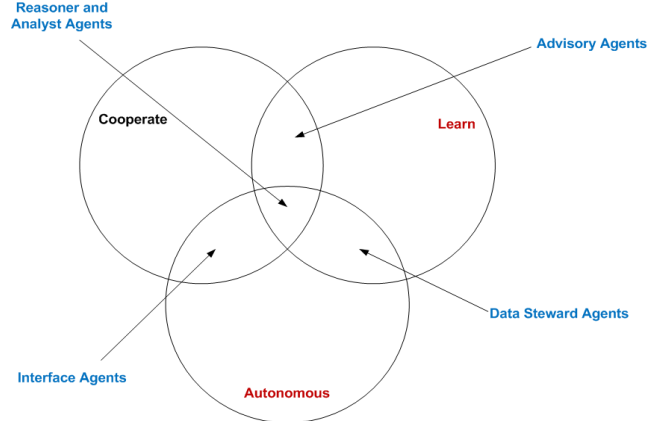 Reasoner and
Analyst Agents
Advisory Agents
Cooperate
Learn
Data Steward Agents
Interface Agents
Autonomous